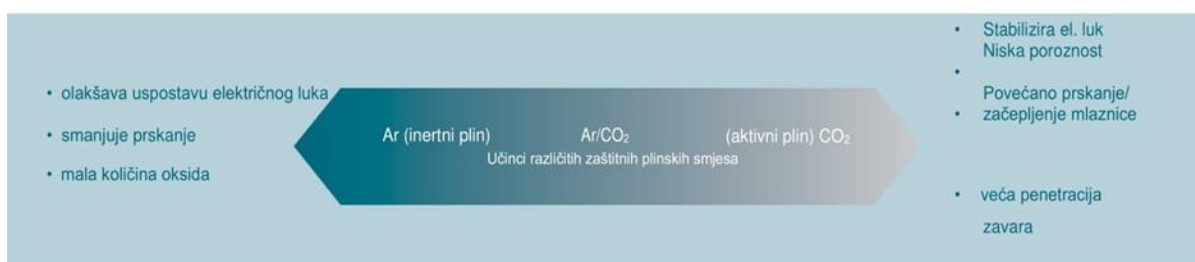 • olakšava uspostavu električnog luka
• smanjuje prskanje
• mala količina oksida
Ar (inertni plin) Ar/CO₂ (aktivni plin) CO₂
Učinci različitih zaštitnih plinskih smjesa
• Stabilizira el. luk
Niska poroznost
•
Povećano prskanje/
• začepljenje mlaznice
• veća penetracija
zavara